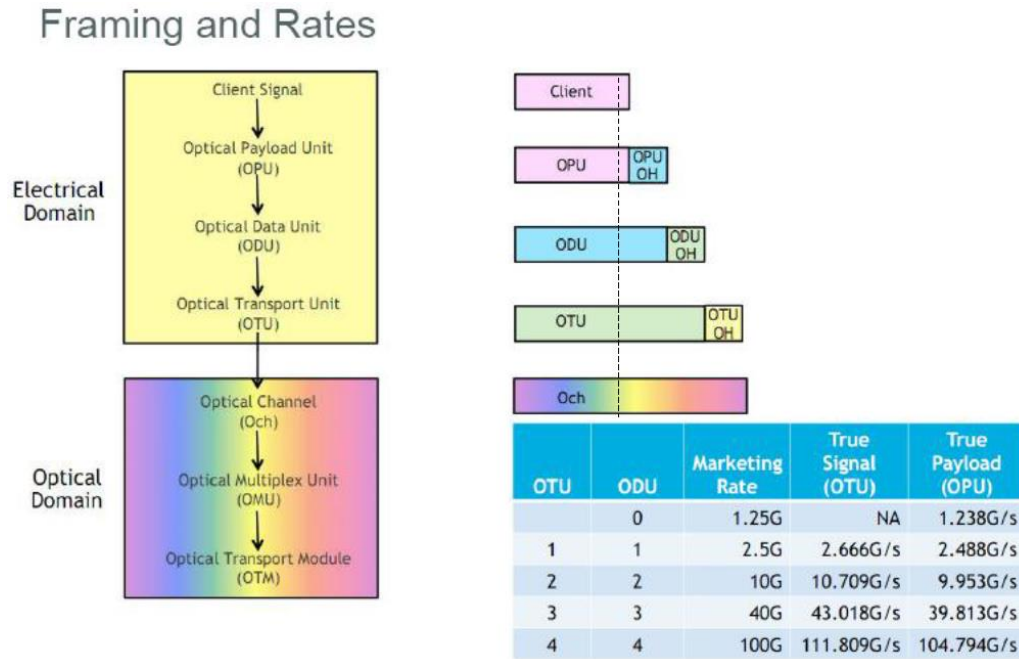 Framing and Rates
Electrical
Domain
Client Signal
Optical Payload Unit
(OPU)
Optical Data Unit
(ODU)
Optical Transport Unit
(OTU)
Optical
Domain
Optical Channel
(Och)
Optical Multiplex Unit
(OMU)
Optical Transport Module
(OTM)
Client
OPU
OPU
OH
ODU
ODU
OH
OTU
OTU
OH
Och
OTU ODU Marketing Rate True Signal (OTU) True Payload (OPU)
0 1.25G NA 1.238G/s
1 1 2.5G 2.666G/s 2.488G/s
2 2 10G 10.709G/s 9.953G/s
3 3 40G 43.018G/s 39.813G/s
4 4 100G 111.809G/s 104.794G/s